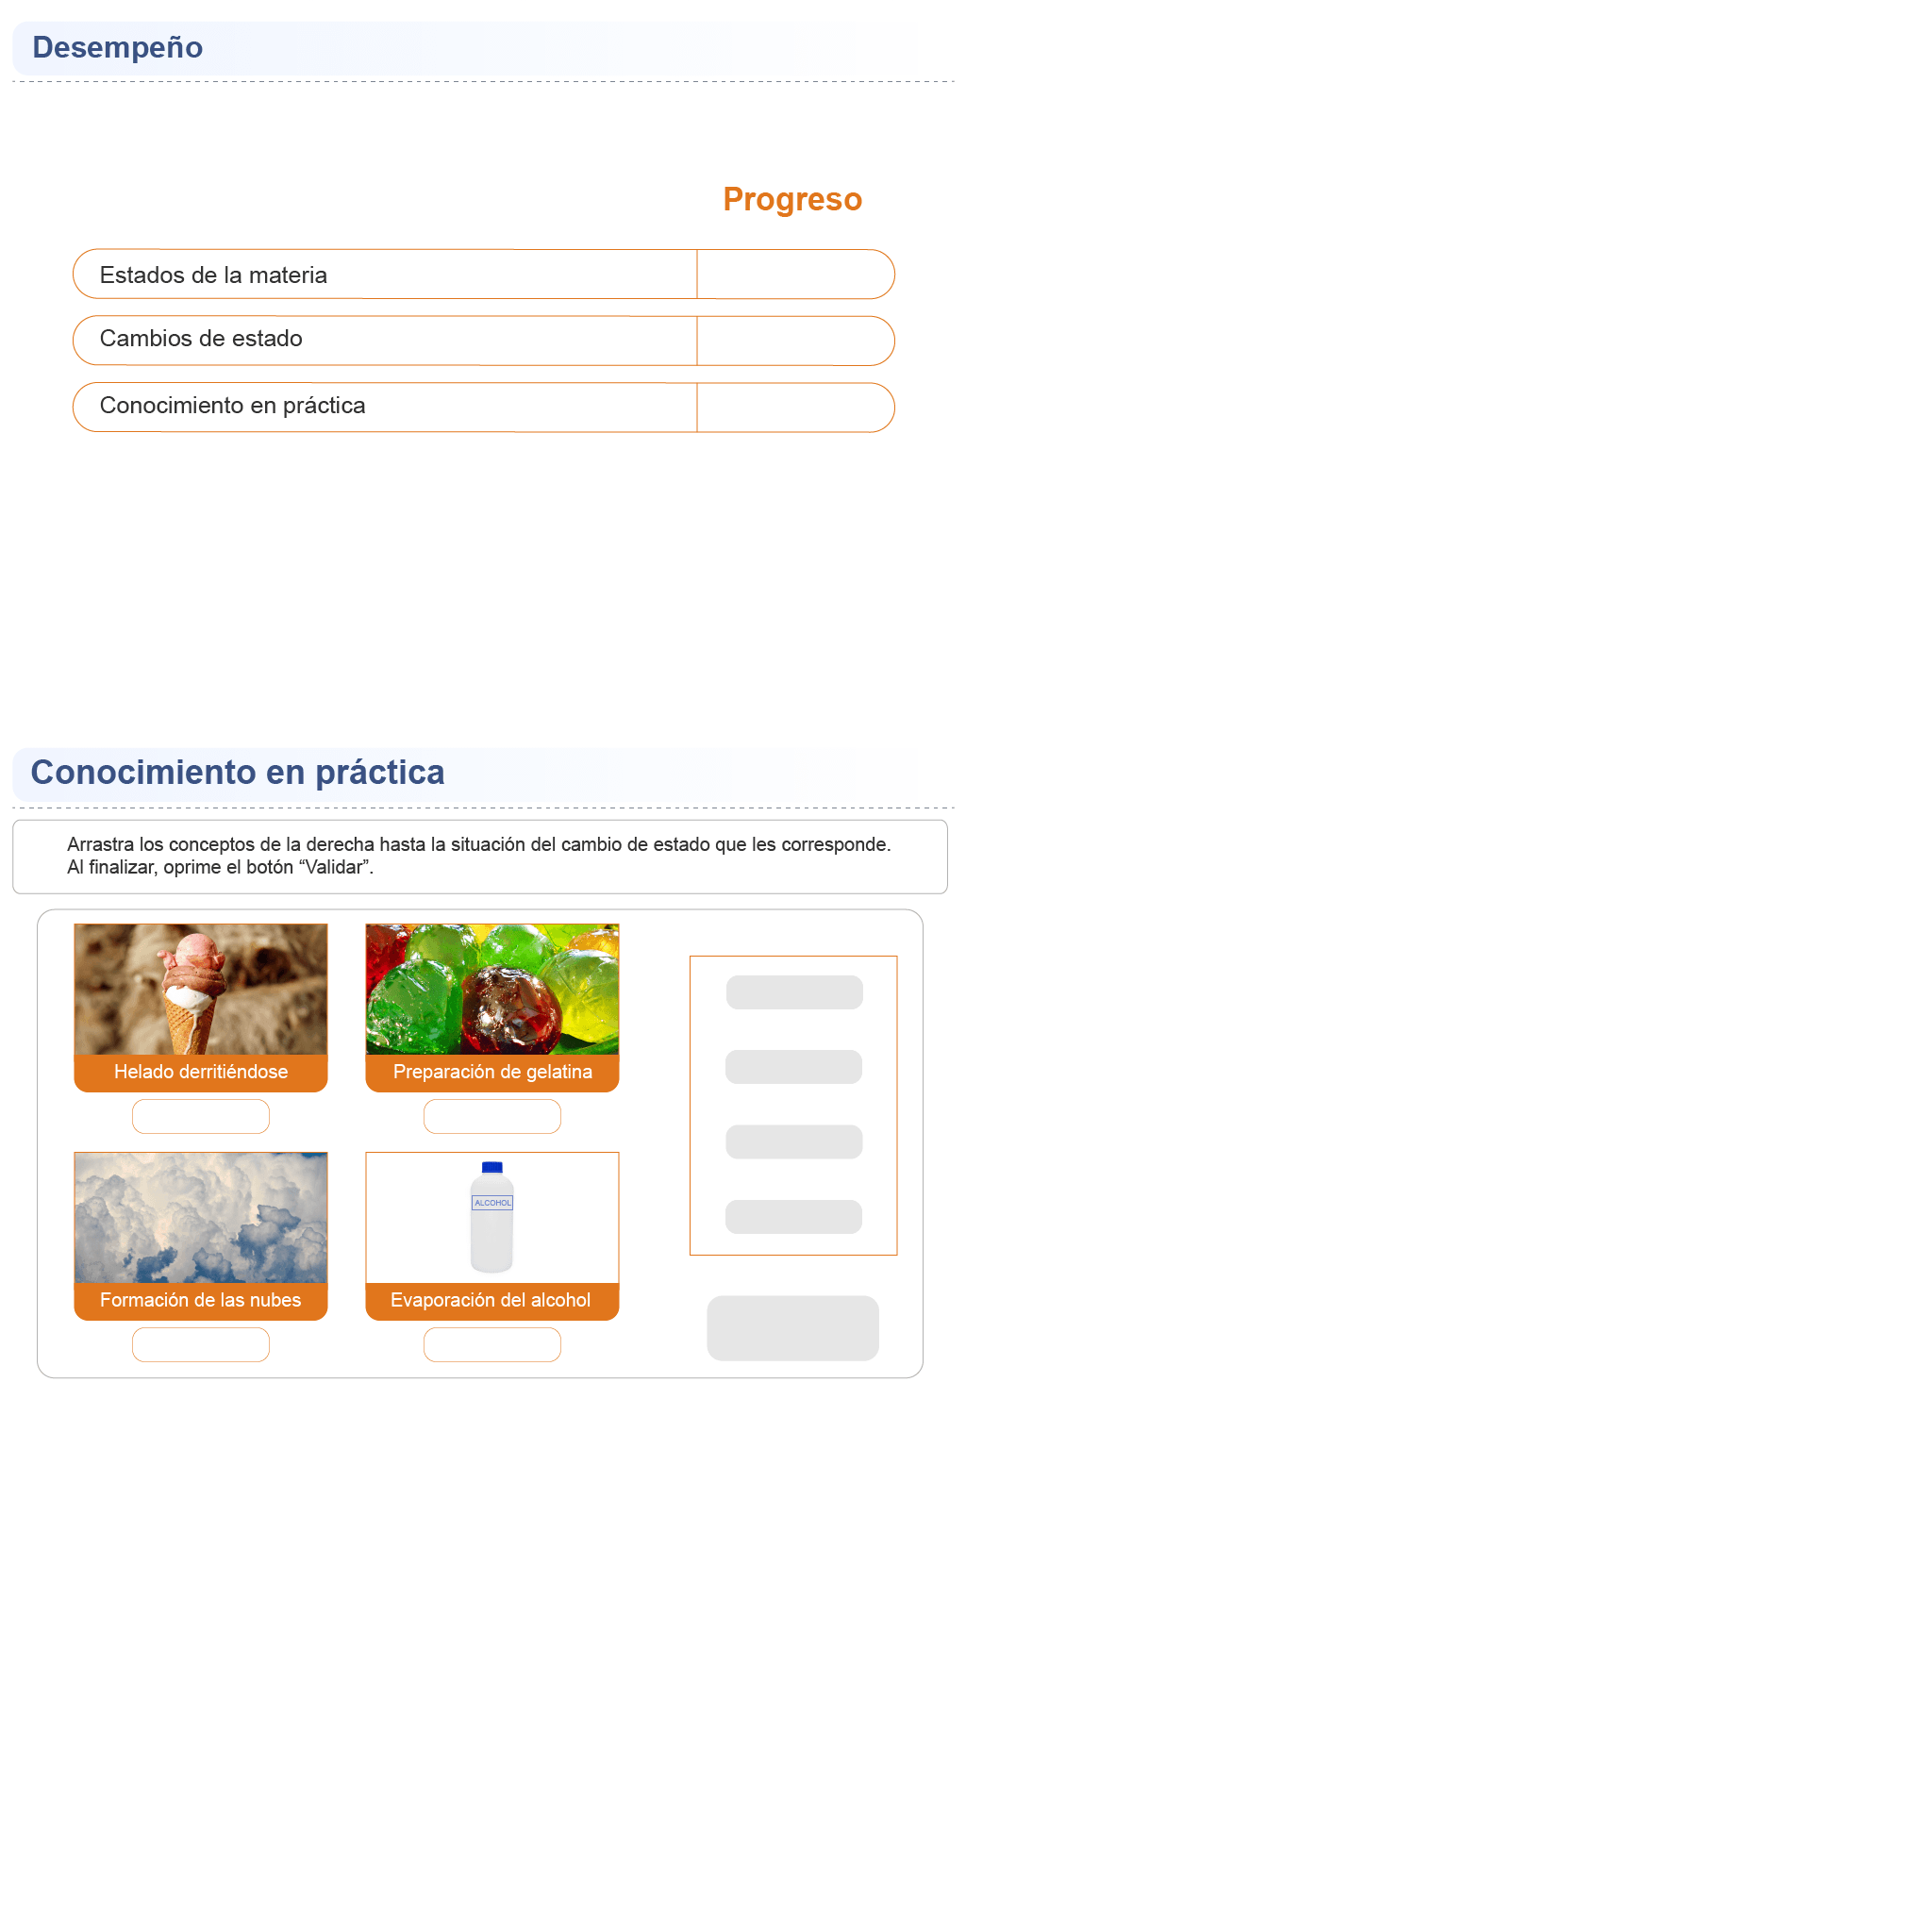 Desempeño
Progreso
Estados de la materia
Cambios de estado
Conocimiento en práctica
Conocimiento en práctica
Arrastra los conceptos de la derecha hasta la situación del cambio de estado que les corresponde.
Al finalizar, oprime el botón “Validar”.
Helado derritiéndose
Preparación de gelatina
ALCOHOL
Formación de las nubes
Evaporación del alcohol